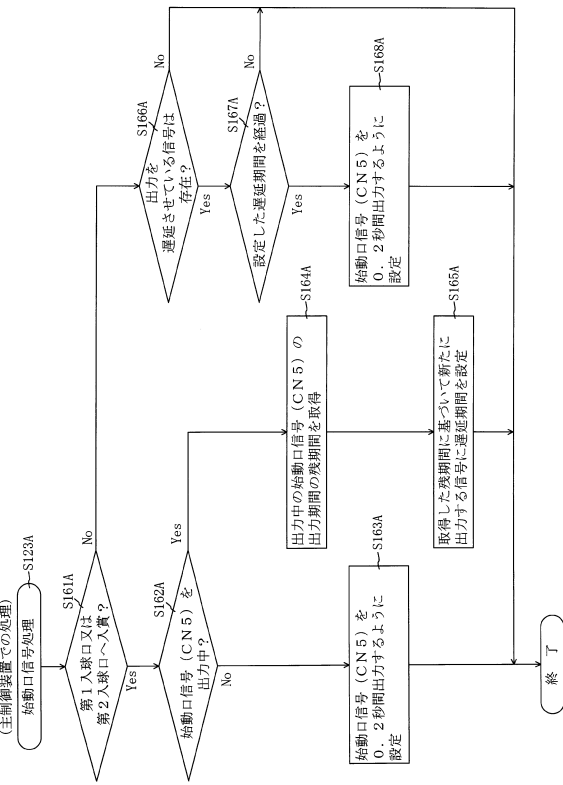 (主制御装置での処理)
始動口信号処理
S123A
S161A
第1入球口又は
第2入球口へ入賞?
No
Yes
S162A
始動口信号(CN5)を
出力中?
Yes
No
S163A
始動口信号(CN5)を
0.2秒間出力するように
設定
S164A
出力中の始動口信号(CN5)の
出力期間の残期間を取得
S165A
取得した残期間に基づいて新たに
出力する信号に遅延期間を設定
S166A
出力を
遅延させている信号は
存在?
No
Yes
S167A
設定した遅延期間を経過?
No
Yes
S168A
始動口信号(CN5)を
0.2秒間出力するように
設定
終 了